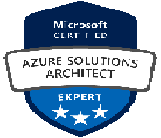 Microsoft
CERTIFIED
AZURE SOLUTIONS
ARCHITECT
EXPERT